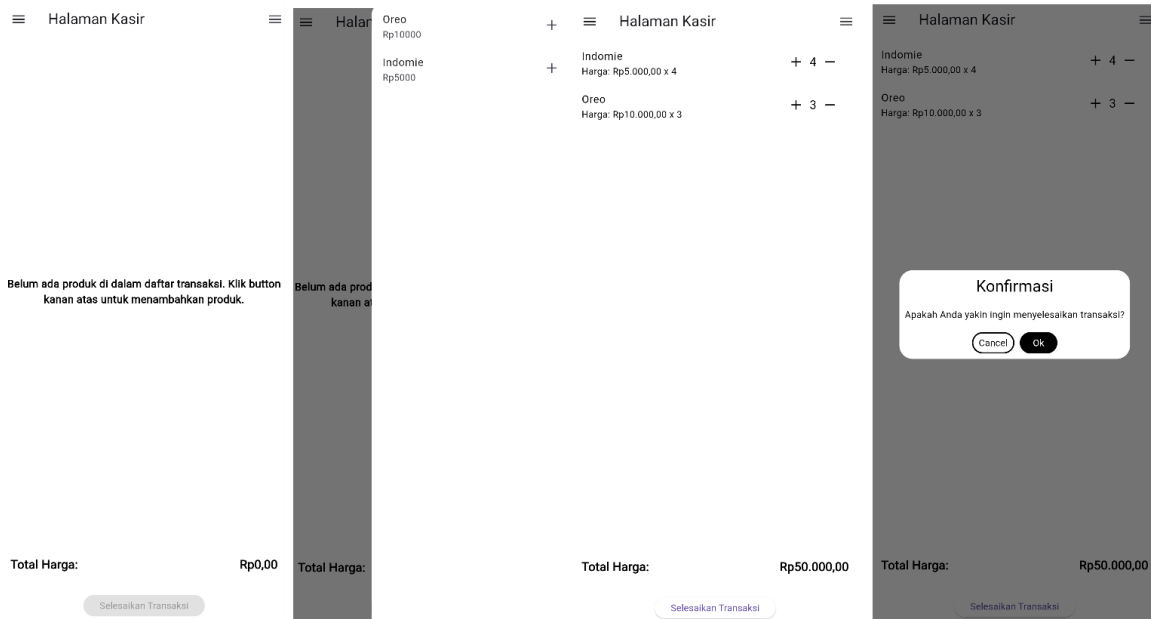 Halaman Kasir
Belum ada produk di dalam daftar transaksi. Klik button
kanan atas untuk menambahkan produk.
Total Harga:
Rp0,00
Selesaikan Transaksi
Halar
Oreo
Rp10000
+
Indomie
Rp5000
+
Belum ada prod
kanan at
Total Harga:
Halaman Kasir
Indomie
Harga: Rp5.000,00 x 4
+ 4 −
Oreo
Harga: Rp10.000,00 x 3
+ 3 −
Total Harga:
Rp50.000,00
Selesaikan Transaksi
Halaman Kasir
Indomie
Harga: Rp5.000,00 x 4
+ 4 −
Oreo
Harga: Rp10.000,00 x 3
+ 3 −
Konfirmasi
Apakah Anda yakin ingin menyelesaikan transaksi?
Cancel
Ok
Total Harga:
Rp50.000,00
Selesaikan Transaksi